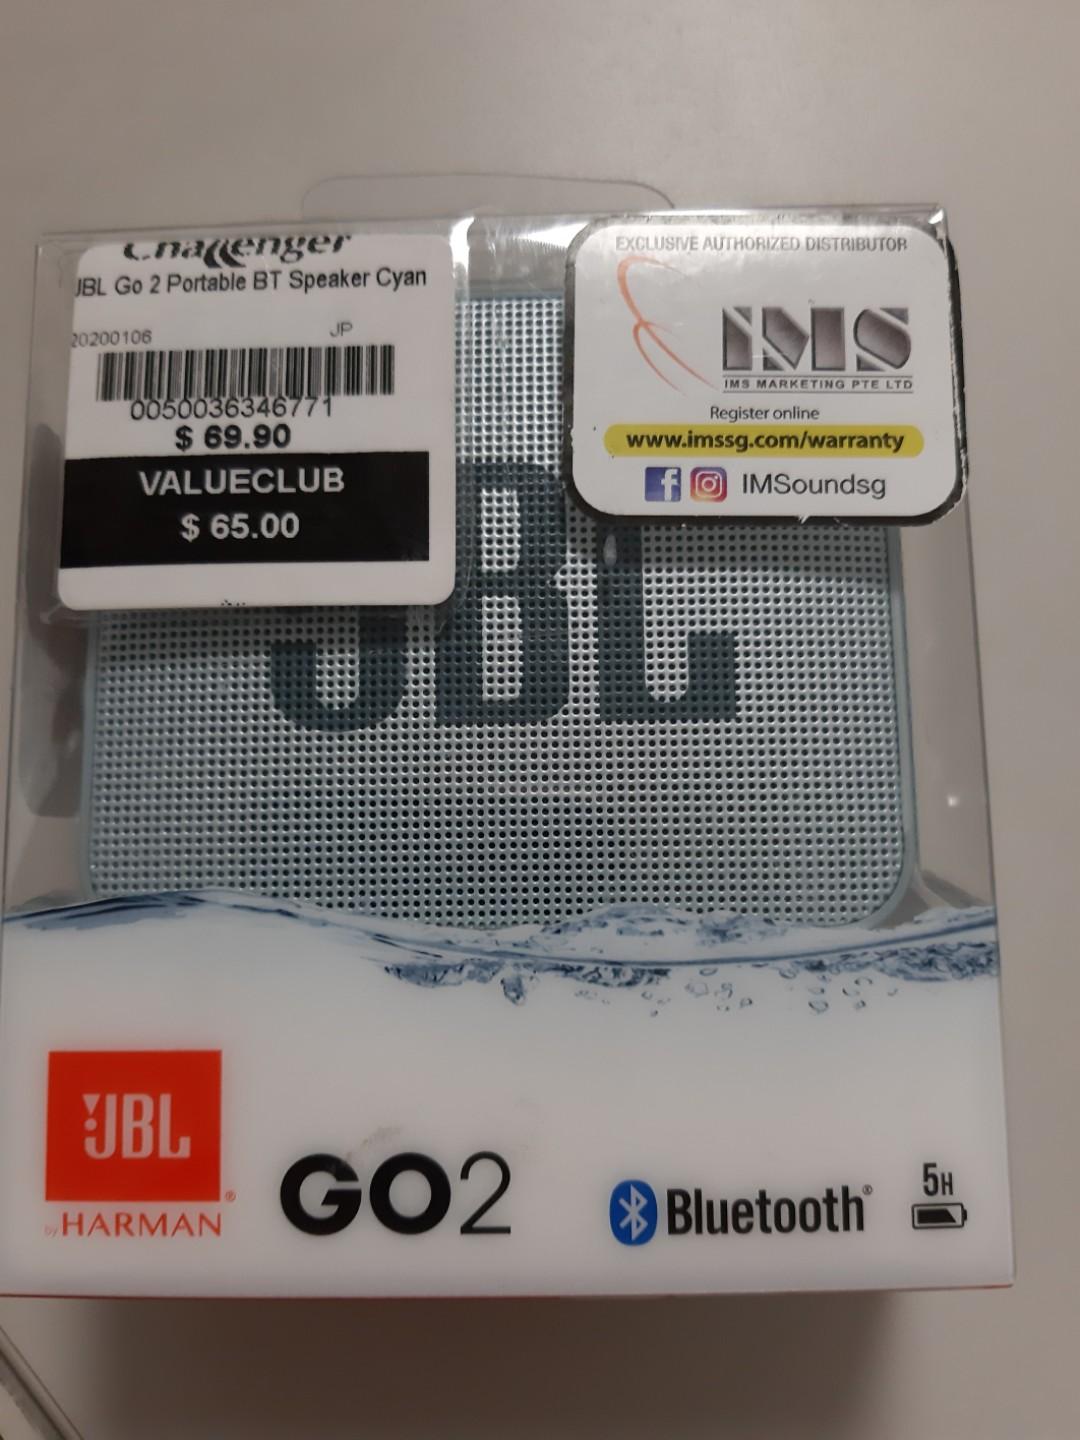 Challenger
JBL Go 2 Portable BT Speaker Cyan
20200106 JP
0050036346771
$ 69.90
VALUECLUB
$ 65.00
EXCLUSIVE AUTHORIZED DISTRIBUTOR
IMS
IMS MARKETING PTE LTD
Register online
www.imssg.com/warranty
f IMSoundsg
JBL
JBL®
by HARMAN
GO2
Bluetooth®
5H